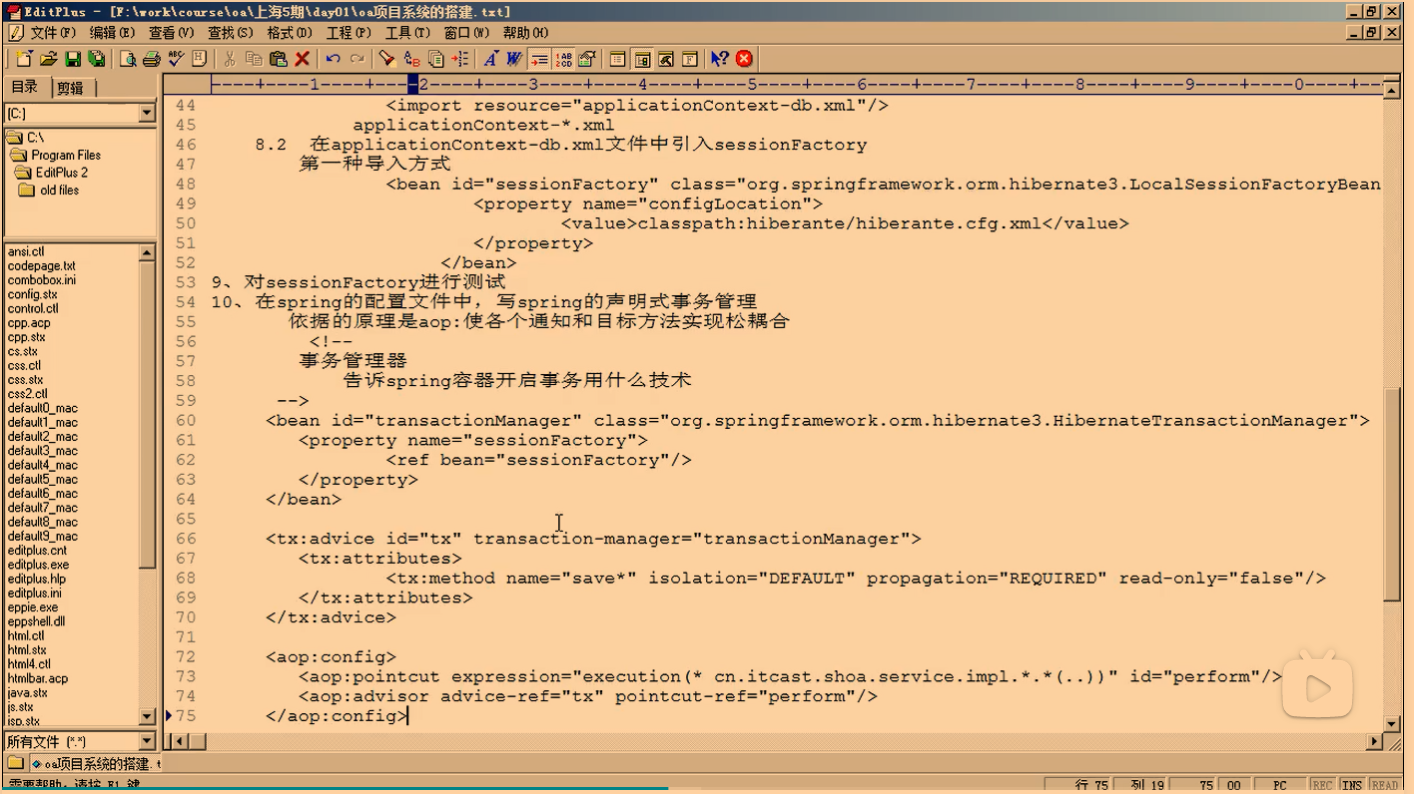 EditPlus - [F:\work\course\oa\上海5期\day01\oa项目系统的搭建.txt]
文件(F) 编辑(E) 查看(V) 查找(S) 格式(D) 工程(P) 工具(T) 窗口(W) 帮助(H)
目录 剪辑
[C:]
C:\
Program Files
EditPlus 2
old files
ansi.ctl
codepage.txt
combobox.ini
config.stx
control.ctl
cpp.acp
cpp.stx
cs.stx
css.ctl
css.stx
css2.ctl
default0_mac
default1_mac
default2_mac
default3_mac
default4_mac
default5_mac
default6_mac
default7_mac
default8_mac
default9_mac
editplus.cnt
editplus.exe
editplus.hlp
editplus.ini
eppie.exe
eppshell.dll
html.ctl
html.stx
html4.ctl
htmlbar.acp
java.stx
js.stx
jsp.stx
所有文件 (*.*)
----+----1----+----2----+----3----+----4----+----5----+----6----+----7----+----8----+----9----+----0----+--
44 <import resource="applicationContext-db.xml"/>
45 applicationContext-*.xml
46 8.2 在applicationContext-db.xml文件中引入sessionFactory
47 第一种导入方式
48 <bean id="sessionFactory" class="org.springframework.orm.hibernate3.LocalSessionFactoryBean
49 <property name="configLocation">
50 <value>classpath:hiberante/hiberante.cfg.xml</value>
51 </property>
52 </bean>
53 9、对sessionFactory进行测试
54 10、在spring的配置文件中，写spring的声明式事务管理
55 依据的原理是aop:使各个通知和目标方法实现松耦合
56 <!--
57 事务管理器
58 告诉spring容器开启事务用什么技术
59 -->
60 <bean id="transactionManager" class="org.springframework.orm.hibernate3.HibernateTransactionManager">
61 <property name="sessionFactory">
62 <ref bean="sessionFactory"/>
63 </property>
64 </bean>
65
66 <tx:advice id="tx" transaction-manager="transactionManager">
67 <tx:attributes>
68 <tx:method name="save*" isolation="DEFAULT" propagation="REQUIRED" read-only="false"/>
69 </tx:attributes>
70 </tx:advice>
71
72 <aop:config>
73 <aop:pointcut expression="execution(* cn.itcast.shoa.service.impl.*.*(..))" id="perform"/>
74 <aop:advisor advice-ref="tx" pointcut-ref="perform"/>
75 </aop:config>
oa项目系统的搭建.t
需要帮助，请按 F1 键 行 75 列 19 75 00 PC REC INS READ